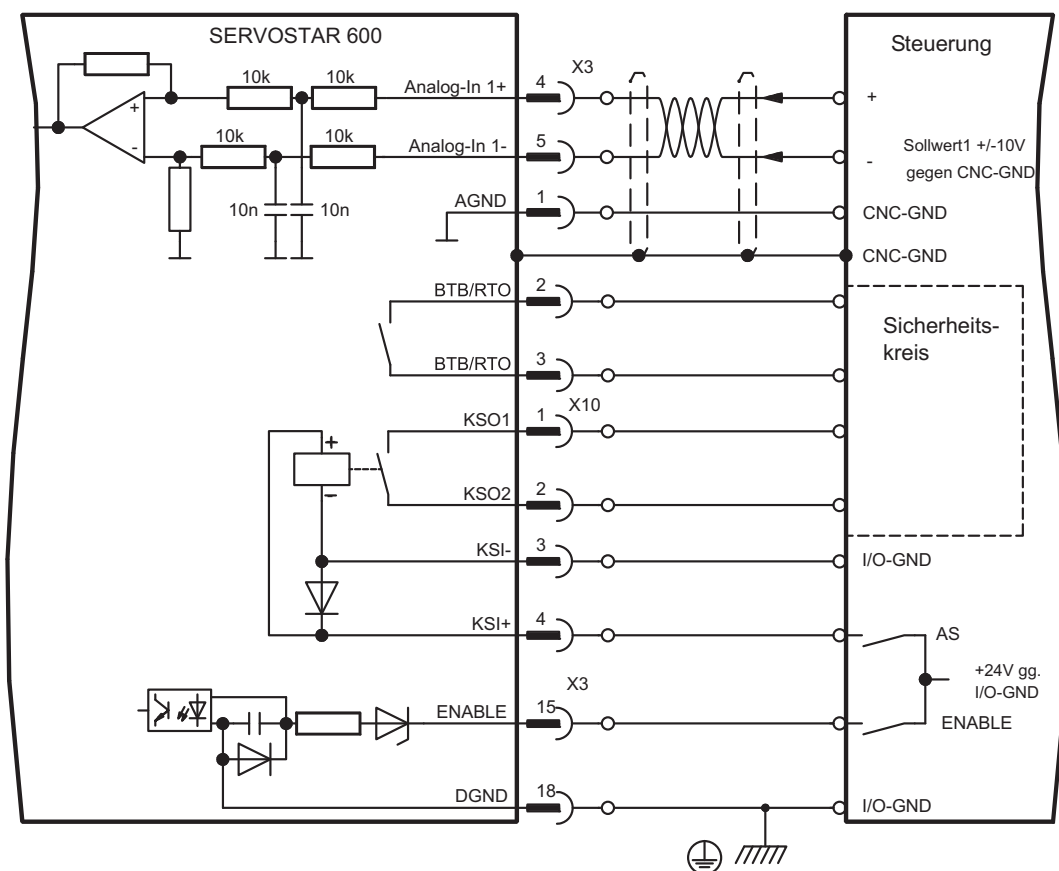 SERVOSTAR 600
Steuerung
10k
10k
Analog-In 1+
4
X3
+
+
10k
10k
Analog-In 1-
5
-
-
Sollwert1 +/-10V
gegen CNC-GND
10n
10n
AGND
1
CNC-GND
CNC-GND
BTB/RTO
2
Sicherheits-
kreis
BTB/RTO
3
X10
KSO1
1
+
-
KSO2
2
KSI-
3
I/O-GND
KSI+
4
AS
+24V gg.
I/O-GND
X3
ENABLE
15
ENABLE
DGND
18
I/O-GND